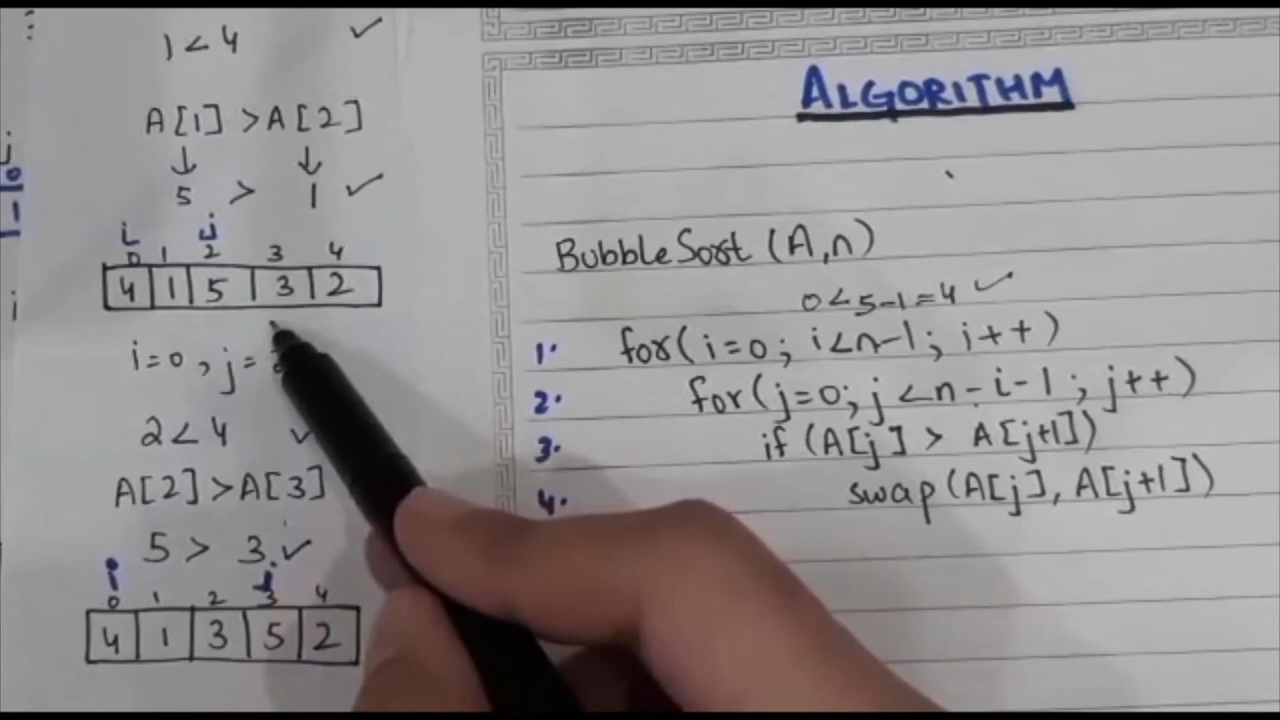 1 < 4 ✓
A[1] > A[2]
↓ ↓
5 > 1 ✓
i j
0 1 2 3 4
4 1 5 3 2
i=0, j=
2 < 4 ✓
A[2] > A[3]
5 > 3 ✓
0 1 2 3 4
4 1 3 5 2
ALGORITHM
BubbleSort (A,n)
0 < 5-1 = 4 ✓
1. for(i=0; i<n-1; i++)
2. for(j=0; j<n-i-1; j++)
3. if (A[j] > A[j+1])
4. swap(A[j], A[j+1])